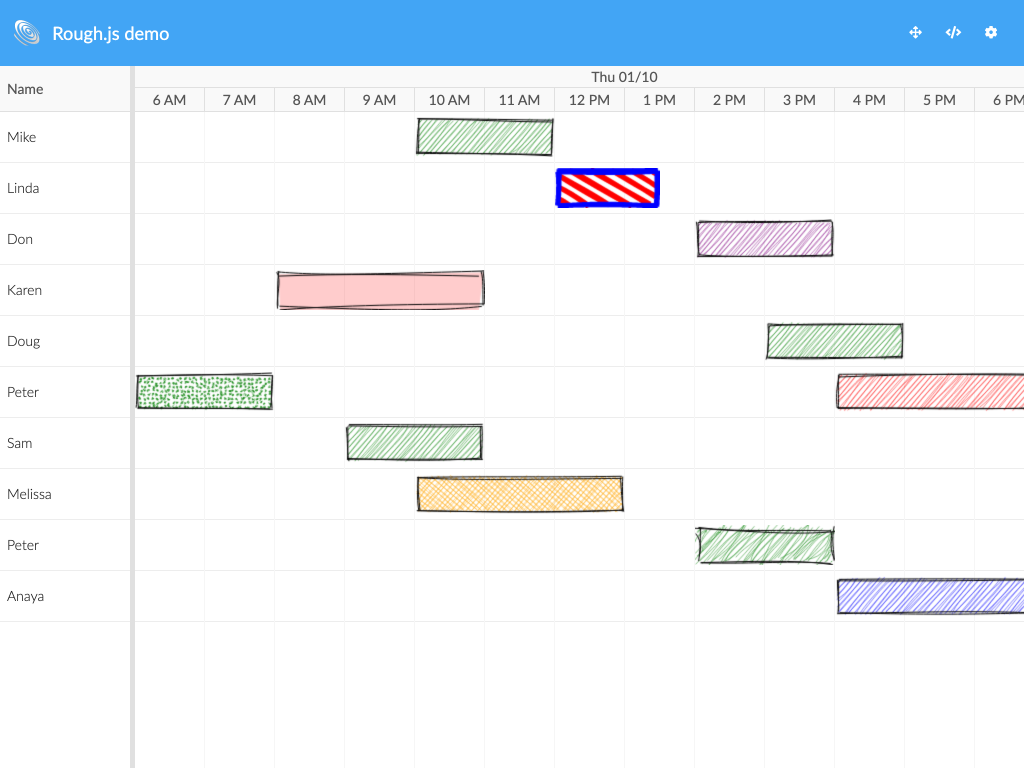 Rough.js demo
Name
Thu 01/10
6 AM 7 AM 8 AM 9 AM 10 AM 11 AM 12 PM 1 PM 2 PM 3 PM 4 PM 5 PM 6 PM
Mike
Linda
Don
Karen
Doug
Peter
Sam
Melissa
Peter
Anaya